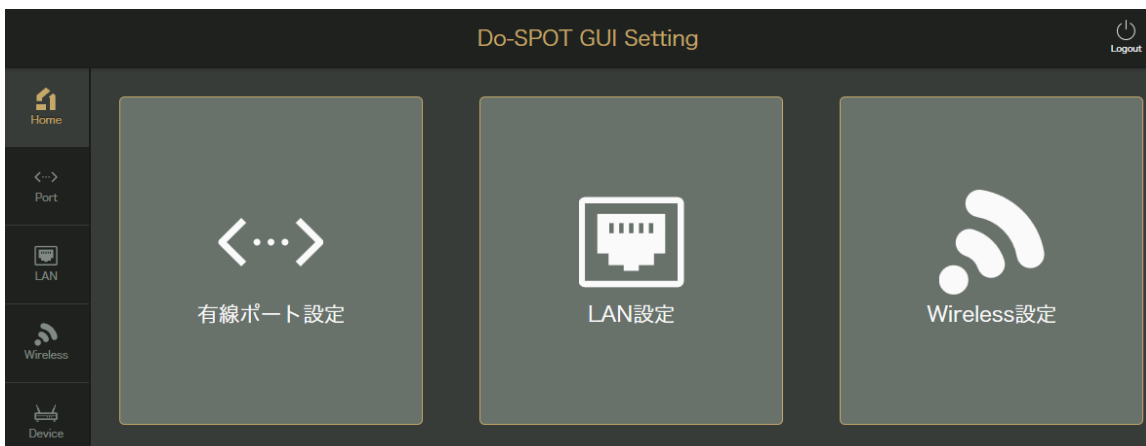 Do-SPOT GUI Setting
Logout
Home
Port
LAN
Wireless
Device
有線ポート設定
LAN設定
Wireless設定